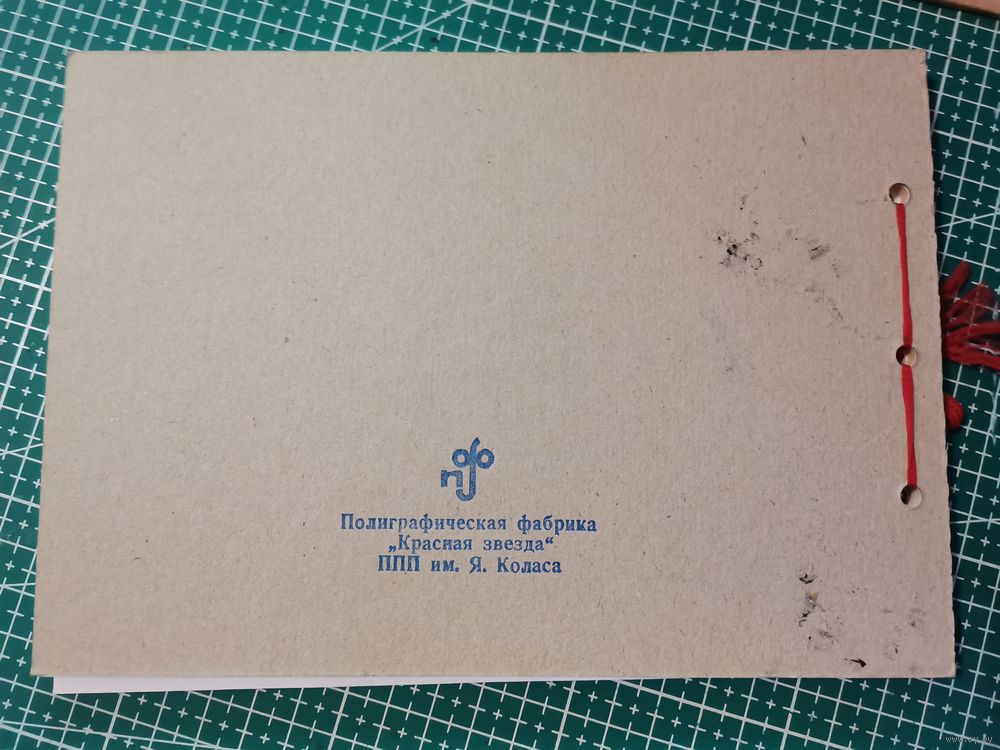 Полиграфическая фабрика
„Красная звезда“
ППП им. Я. Коласа